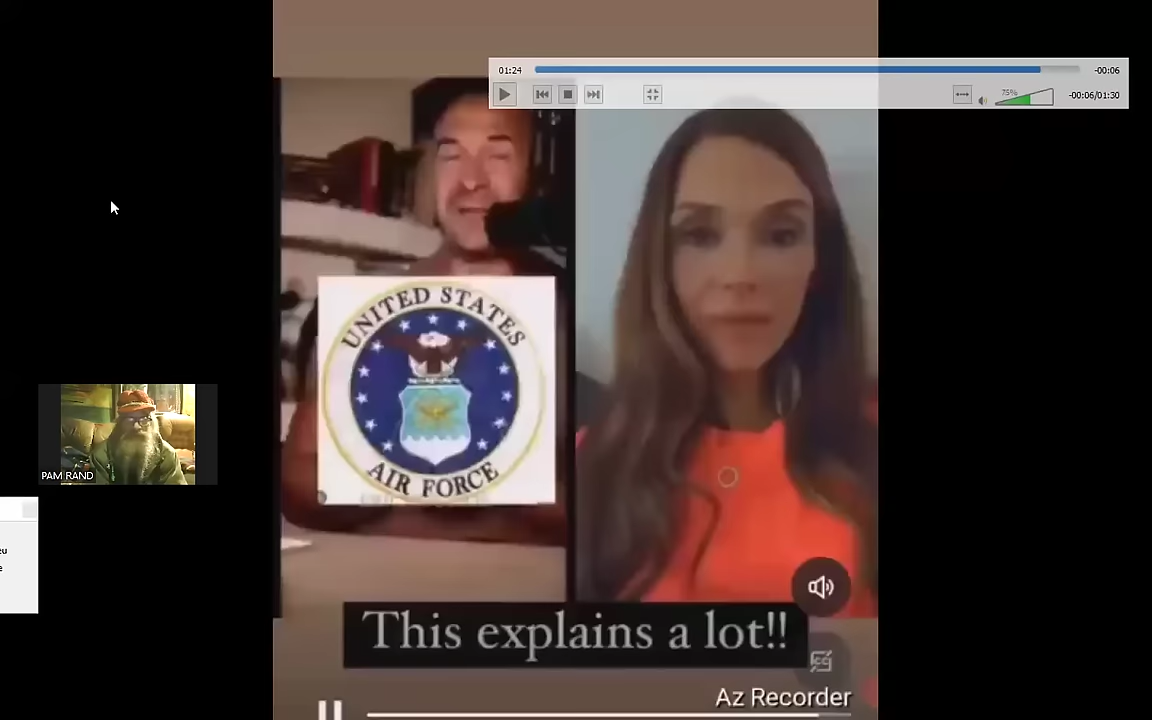 01:24
-00:06
75%
-00:06/01:30
UNITED STATES
AIR FORCE
PAM RAND
This explains a lot!!
CC
Az Recorder